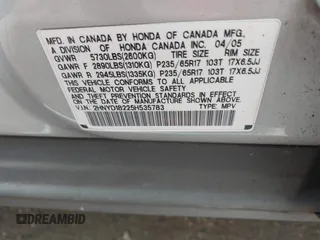 MFD. IN CANADA BY HONDA OF CANADA MFG.,
A DIVISION OF HONDA CANADA INC. 04/05
GVWR 5730LBS(2600KG) TIRE SIZE RIM SIZE
GAWR F 2890LBS(1310KG) P235/65R17 103T 17X6.5JJ
GAWR R 2945LBS(1335KG) P235/65R17 103T 17X6.5JJ
THIS VEHICLE CONFORMS TO ALL APPLICABLE
FEDERAL MOTOR VEHICLE SAFETY
AND THEFT PREVENTION STANDARDS IN EFFECT
ON THE DATE OF MANUFACTURE SHOWN ABOVE.
V.I.N. 2HNYD18225H535783 TYPE: MPV
DREAMBID